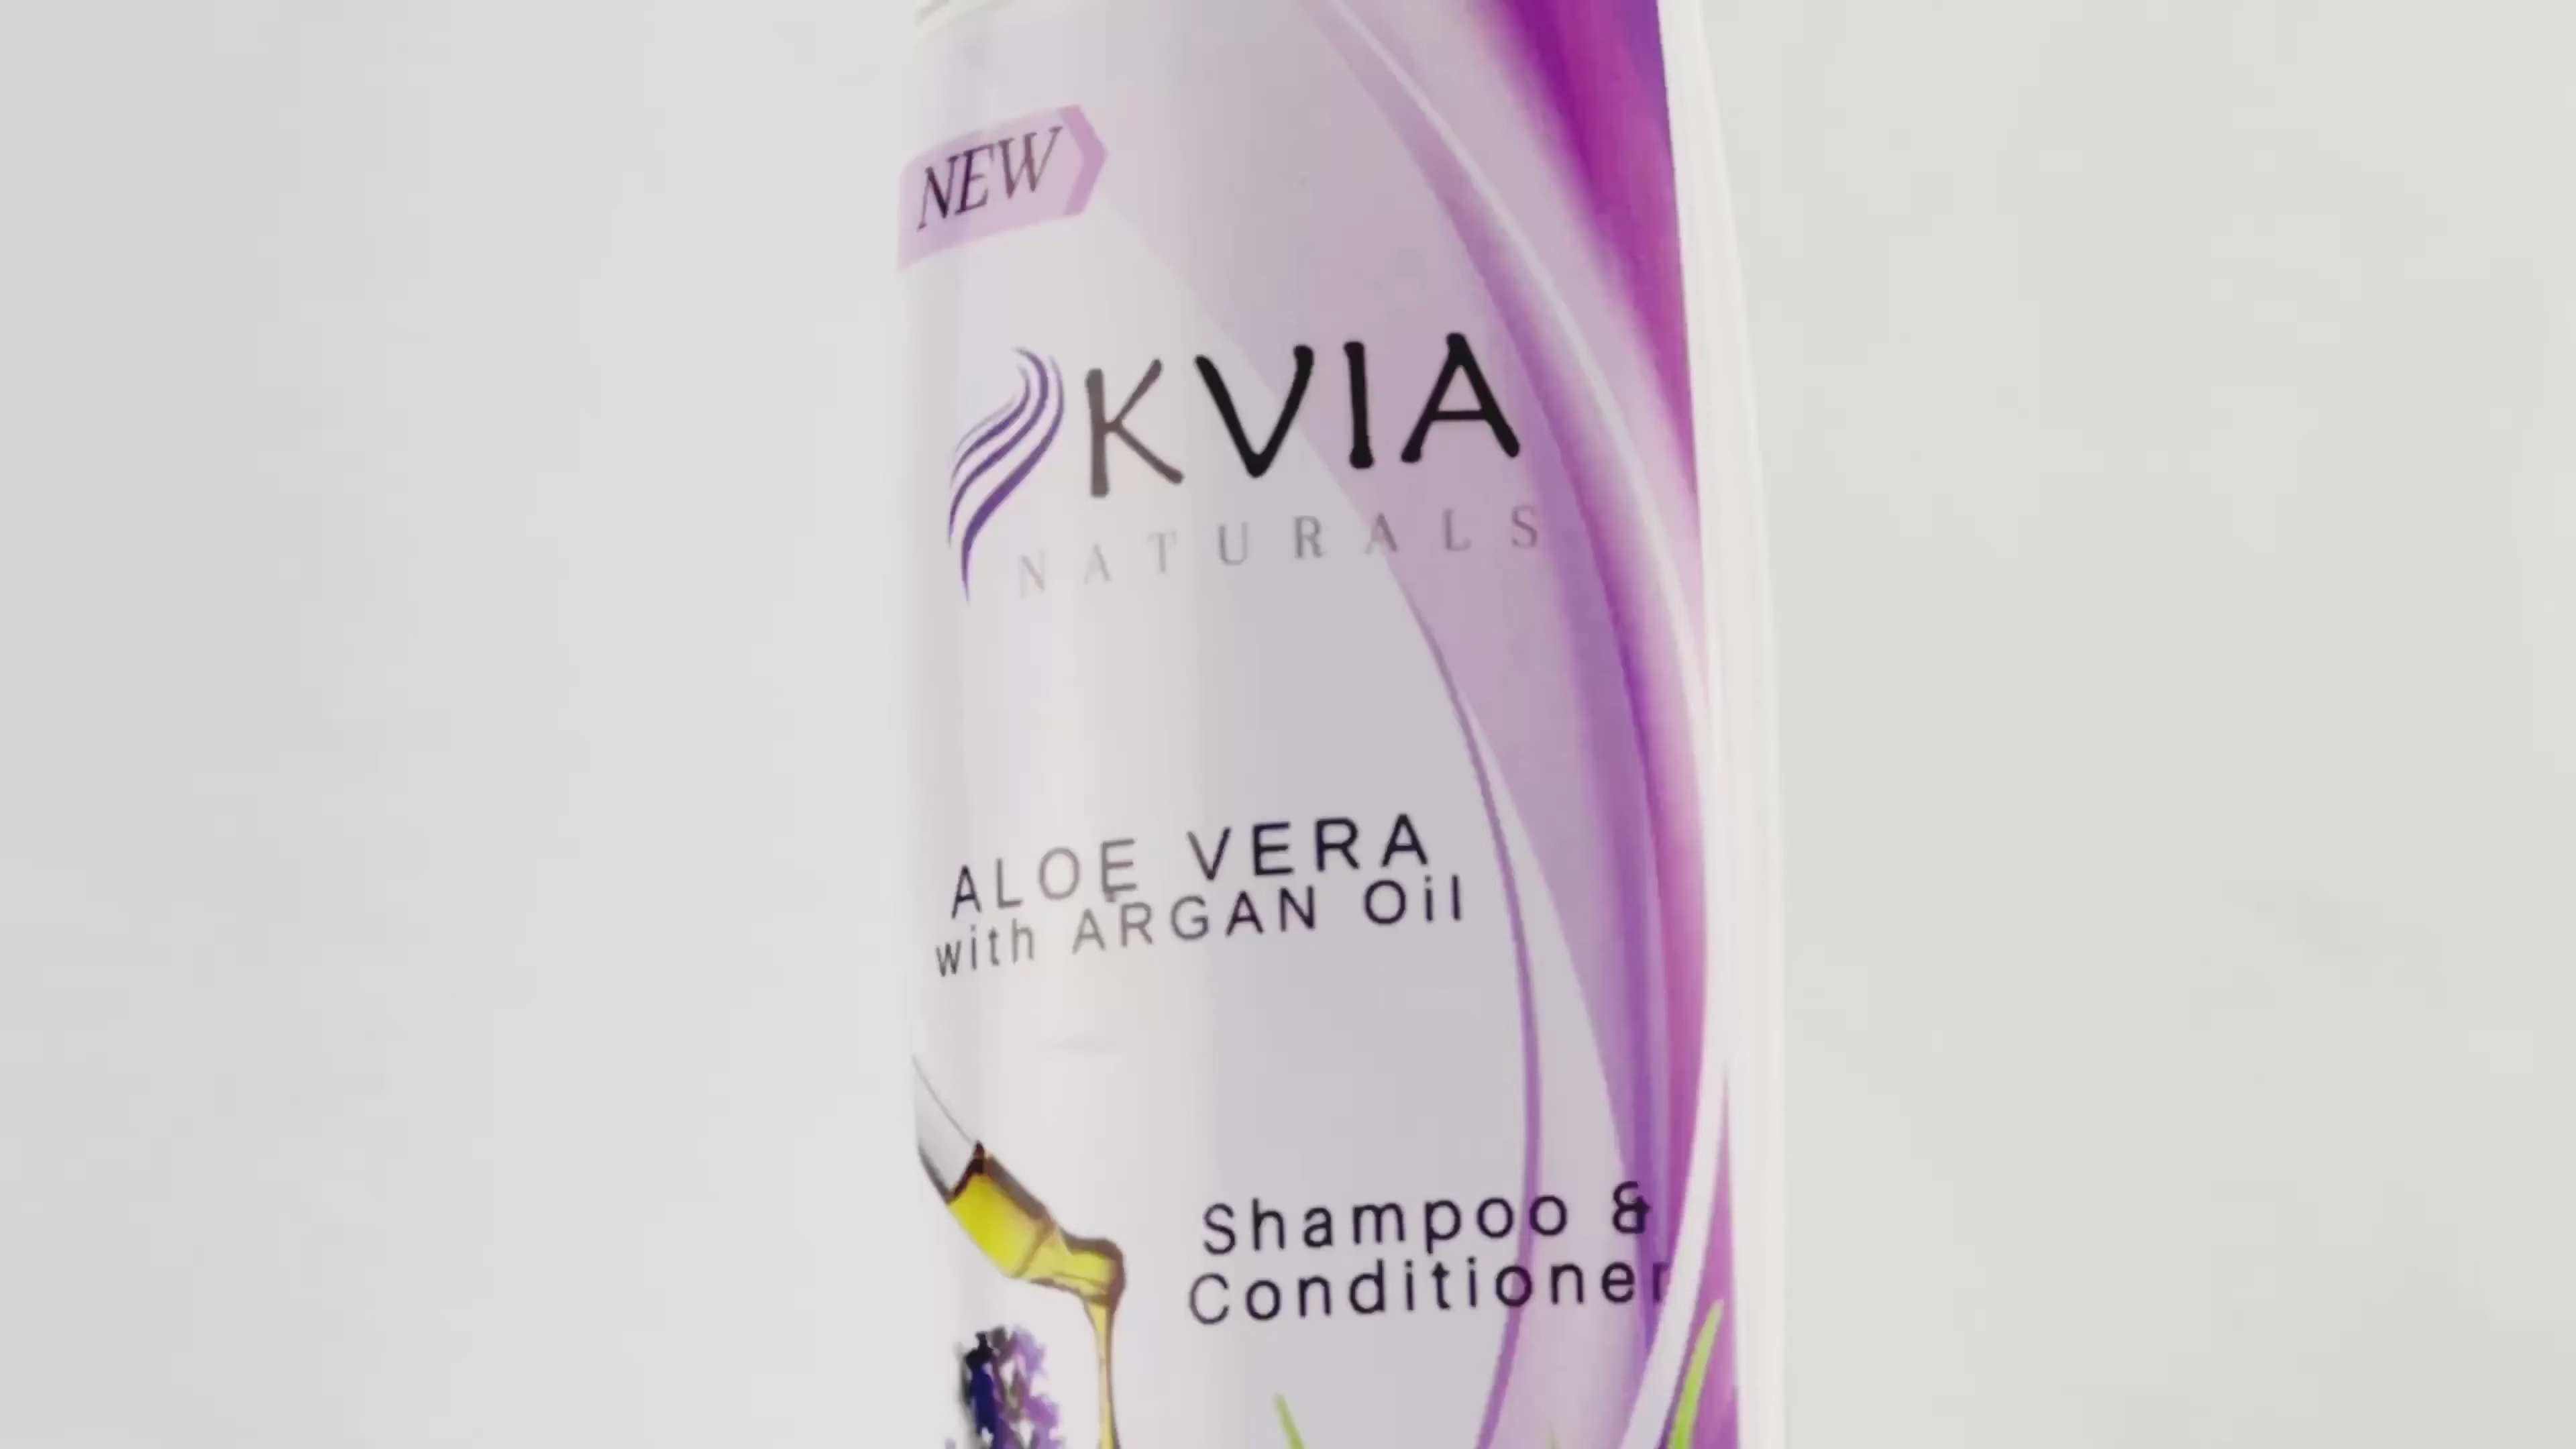 NEW
KVIA
NATURALS
ALOE VERA
with ARGAN Oil
Shampoo &
Conditioner